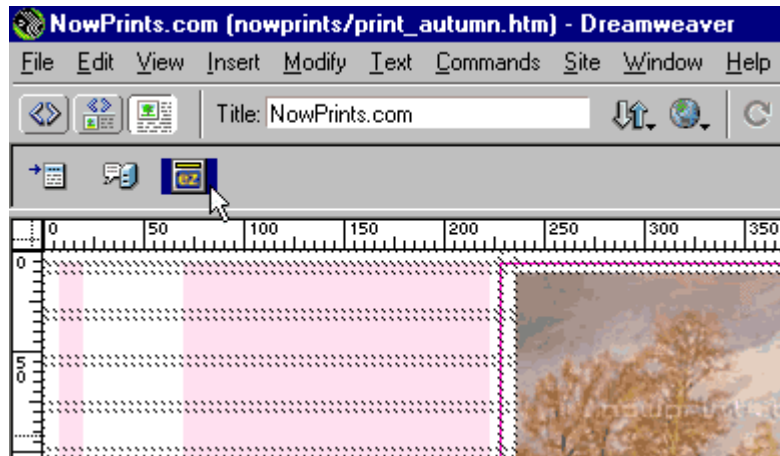 NowPrints.com (nowprints/print_autumn.htm) - Dreamweaver
File Edit View Insert Modify Text Commands Site Window Help
Title: NowPrints.com
ez
0 50 100 150 200 250 300 350
0
50
nowprints